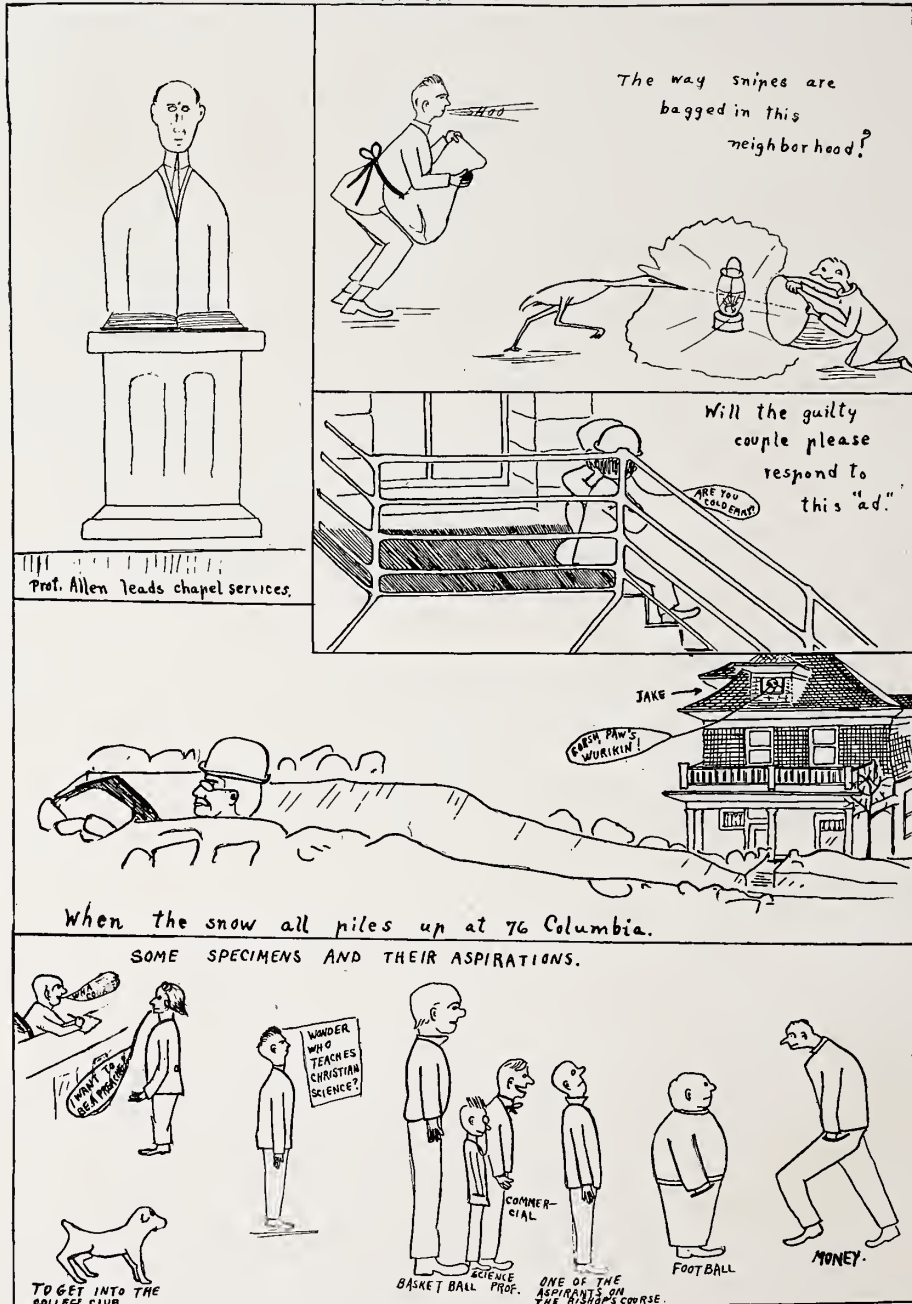 Prof. Allen leads chapel services.
SHOO
The way snipes are
bagged in this
neighborhood?
Will the guilty
couple please
respond to
this "ad."
ARE YOU
COLD EMMY?
JAKE
PAW'S
WURIKIN!
When the snow all piles up at 76 Columbia.
SOME SPECIMENS AND THEIR ASPIRATIONS.
I WANT TO
BE A PREACHER
WONDER
WHO
TEACHES
CHRISTIAN
SCIENCE?
TO GET INTO THE
COLLEGE CLUB
BASKET BALL
SCIENCE
PROF.
COMMER-
CIAL
ONE OF THE
ASPIRANTS ON
THE BISHOP'S COURSE.
FOOTBALL
MONEY.